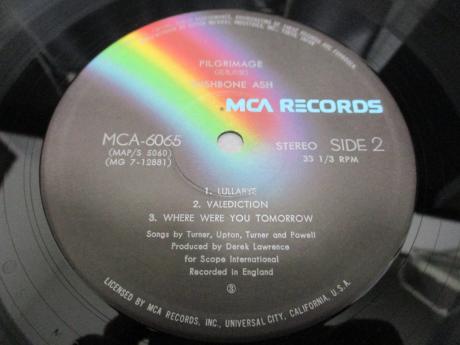 PILGRIMAGE
WISHBONE ASH
MCA RECORDS
MCA-6065
(MAP/S 5060)
(MG 7-12881)
STEREO SIDE 2
33 1/3 RPM
1. LULLABYE
2. VALEDICTION
3. WHERE WERE YOU TOMORROW
Songs by Turner, Upton, Turner and Powell
Produced by Derek Lawrence
for Scope International
Recorded in England
Ⓢ
LICENSED BY MCA RECORDS, INC., UNIVERSAL CITY, CALIFORNIA, U.S.A.